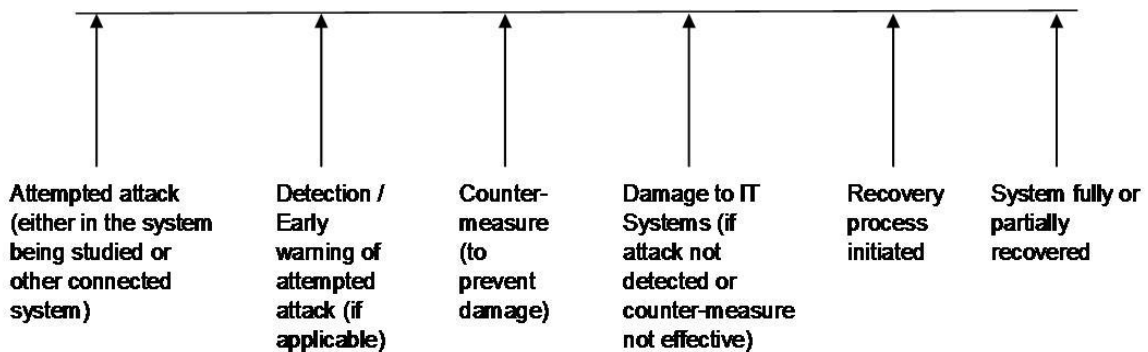 Attempted attack
(either in the system
being studied or
other connected
system)
Detection /
Early
warning of
attempted
attack (if
applicable)
Counter-
measure
(to
prevent
damage)
Damage to IT
Systems (if
attack not
detected or
counter-measure
not effective)
Recovery
process
initiated
System fully or
partially
recovered